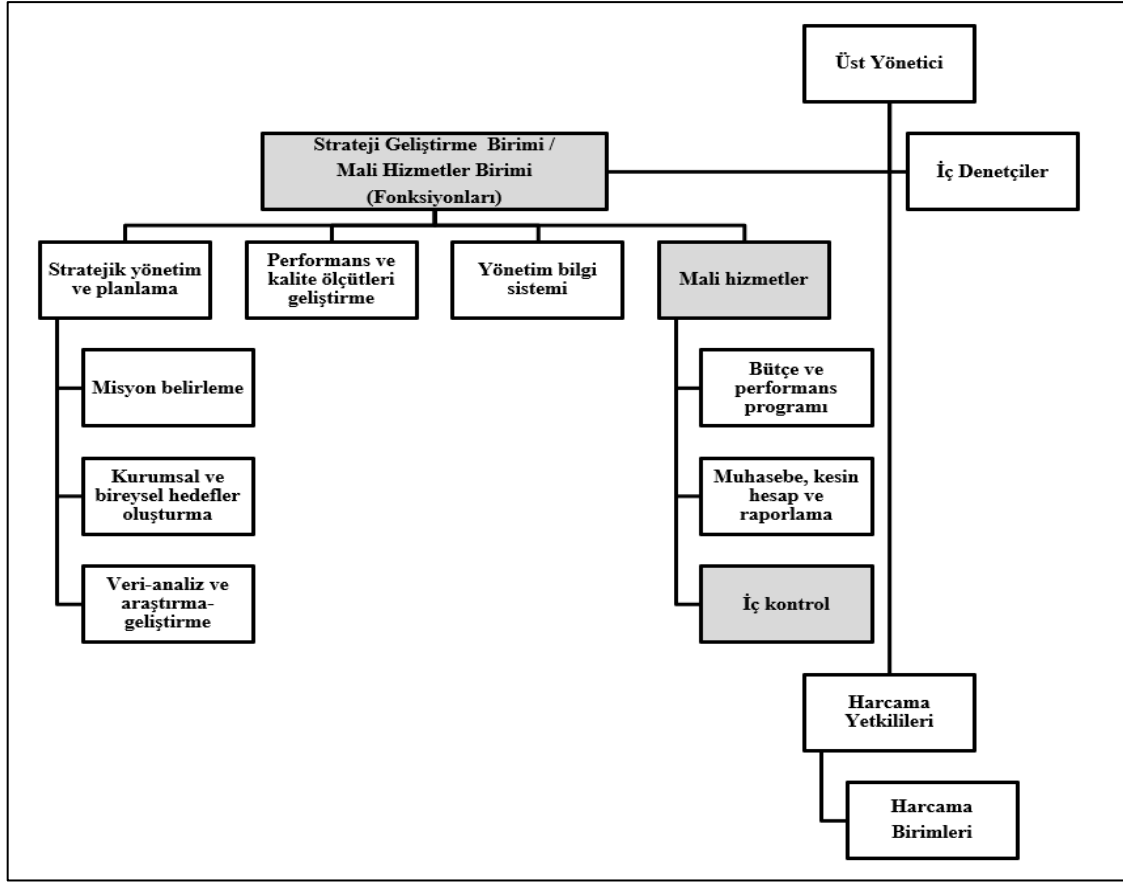 Üst Yönetici
Strateji Geliştirme Birimi /
Mali Hizmetler Birimi
(Fonksiyonları)
İç Denetçiler
Stratejik yönetim
ve planlama
Performans ve
kalite ölçütleri
geliştirme
Yönetim bilgi
sistemi
Mali hizmetler
Misyon belirleme
Kurumsal ve
bireysel hedefler
oluşturma
Veri-analiz ve
araştırma-
geliştirme
Bütçe ve
performans
programı
Muhasebe, kesin
hesap ve
raporlama
İç kontrol
Harcama
Yetkilileri
Harcama
Birimleri